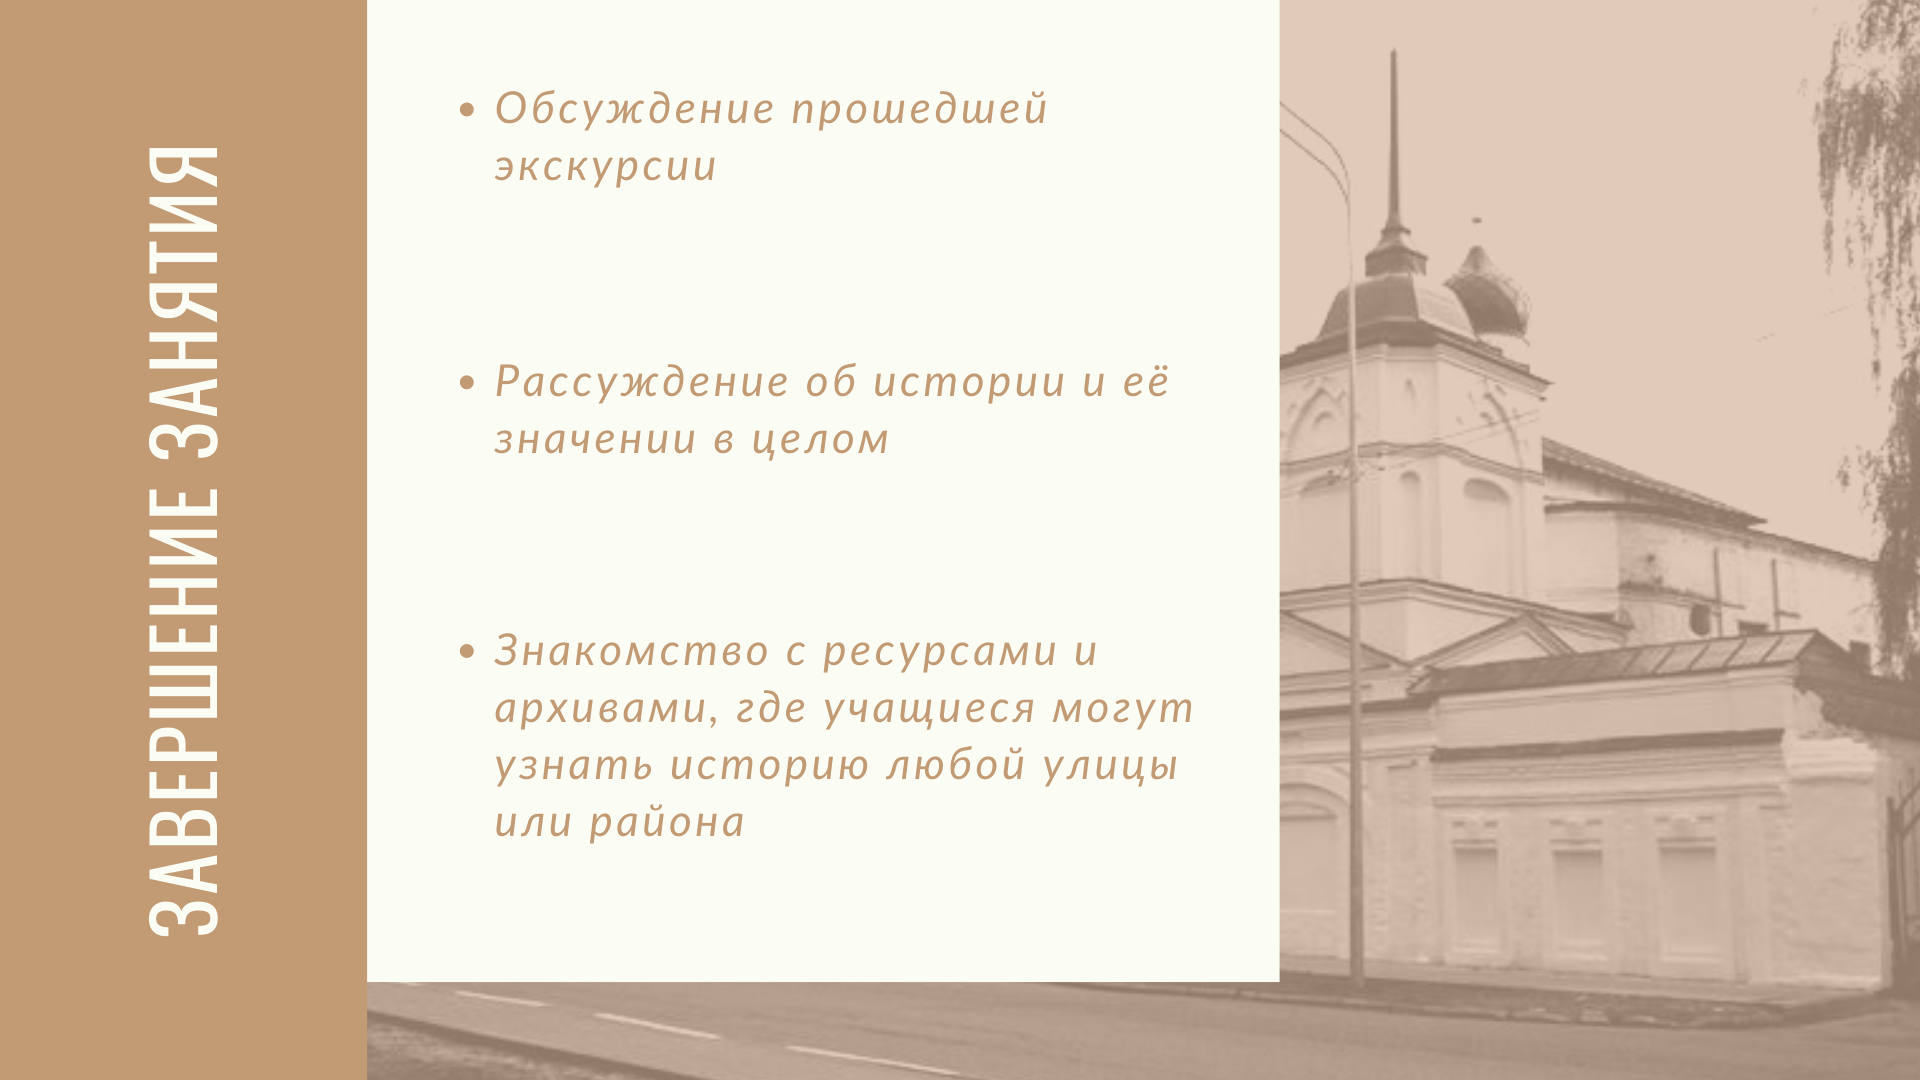 ЗАВЕРШЕНИЕ ЗАНЯТИЯ
• Обсуждение прошедшей
экскурсии
• Рассуждение об истории и её
значении в целом
• Знакомство с ресурсами и
архивами, где учащиеся могут
узнать историю любой улицы
или района